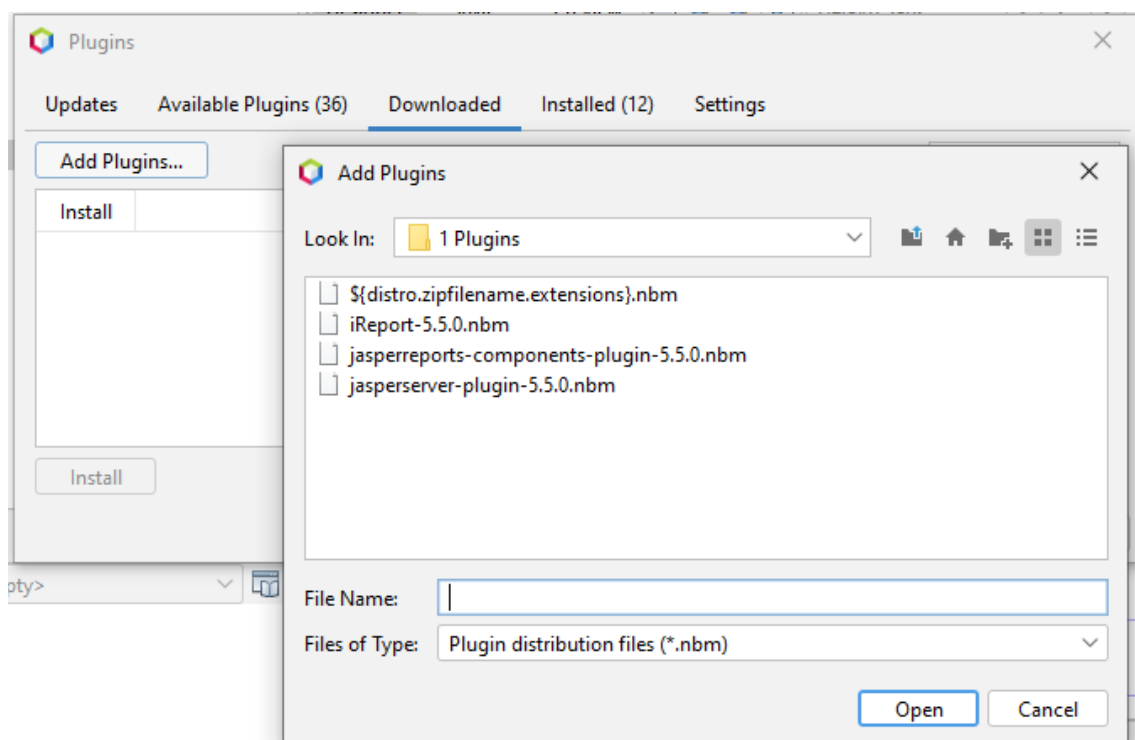 Plugins
Updates Available Plugins (36) Downloaded Installed (12) Settings
Add Plugins...
Install
Install
Add Plugins
Look In: 1 Plugins
${distro.zipfilename.extensions}.nbm
iReport-5.5.0.nbm
jasperreports-components-plugin-5.5.0.nbm
jasperserver-plugin-5.5.0.nbm
File Name:
Files of Type: Plugin distribution files (*.nbm)
Open Cancel